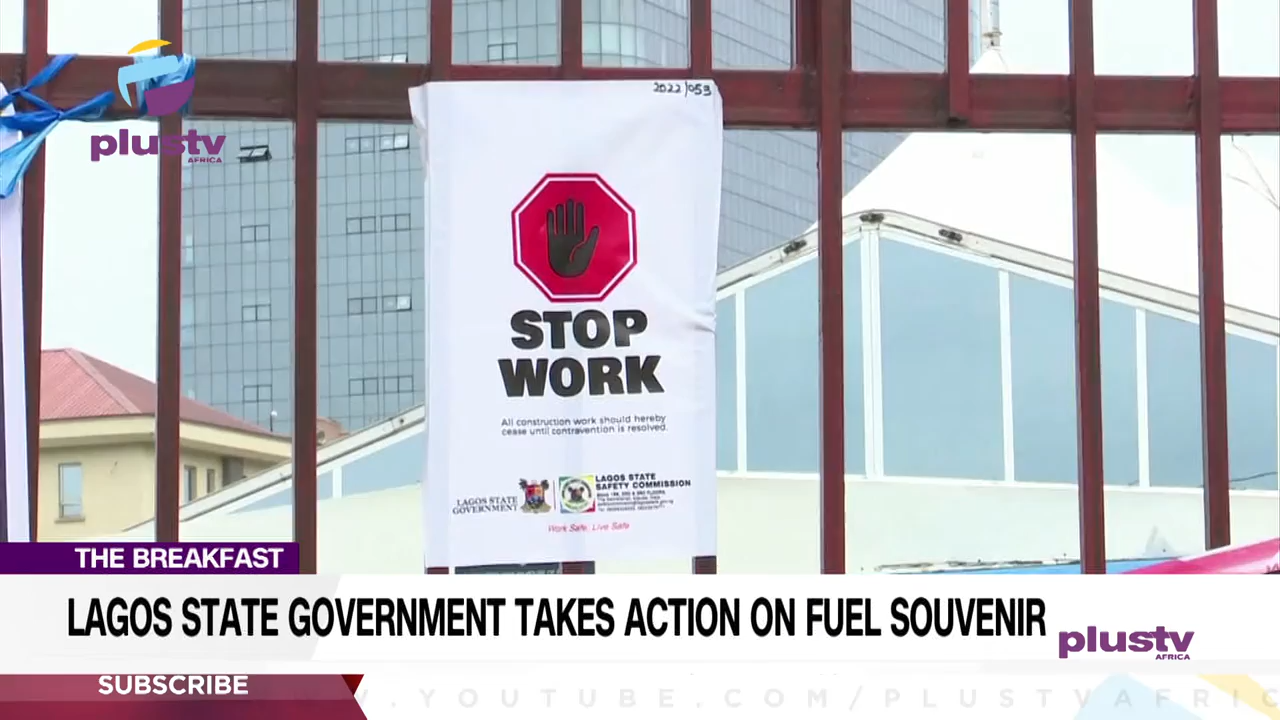 2022/053
plustv
AFRICA
STOP
WORK
All construction work should hereby
cease until contravention is resolved.
LAGOS STATE
GOVERNMENT
LAGOS STATE
SAFETY COMMISSION
Work Safe, Live Safe
THE BREAKFAST
LAGOS STATE GOVERNMENT TAKES ACTION ON FUEL SOUVENIR
plustv
AFRICA
SUBSCRIBE
W.YOUTUBE.COM/PLUSTVAFRIC